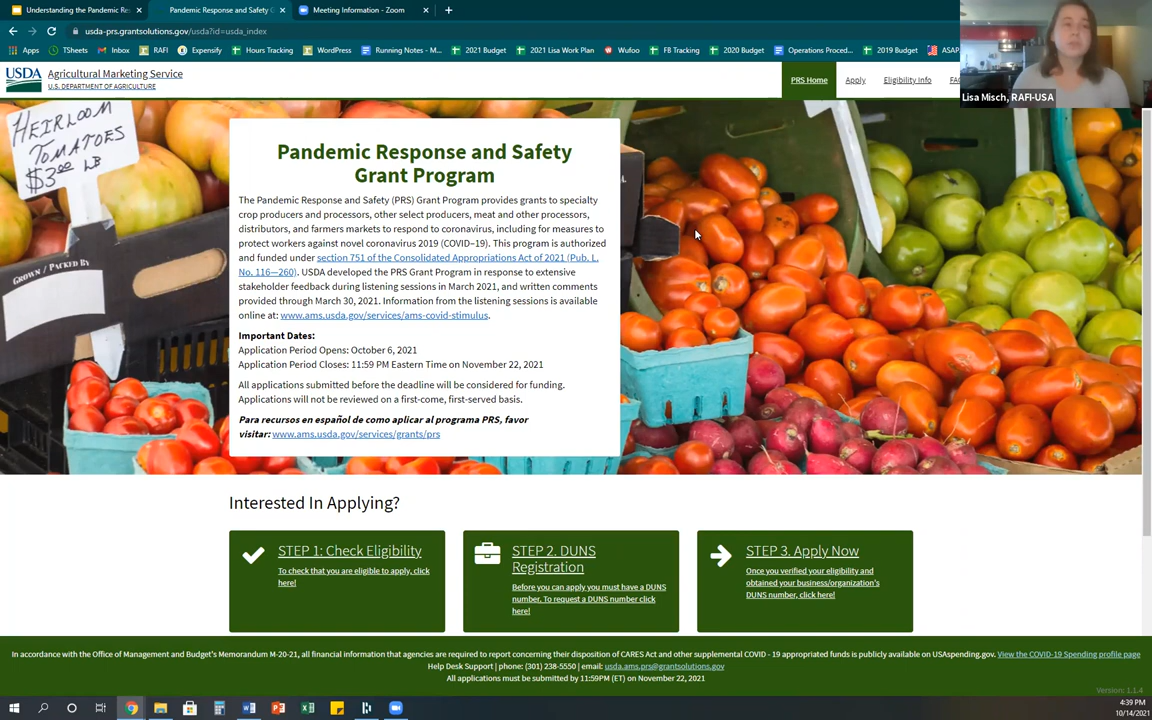 Understanding the Pandemic Re
Pandemic Response and Safety G
Meeting Information - Zoom
usda-prs.grantsolutions.gov/usda?id=usda_index
Apps
TSheets
Inbox
RAFI
Expensify
Hours Tracking
WordPress
Running Notes - M...
2021 Budget
2021 Lisa Work Plan
Wufoo
FB Tracking
2020 Budget
Operations Proced...
2019 Budget
ASAP.
USDA
Agricultural Marketing Service
U.S. DEPARTMENT OF AGRICULTURE
PRS Home
Apply
Eligibility Info
FAQ
Lisa Misch, RAFI-USA
HEIRLOOM
TOMATOES
$3.00 LB
GROWN / PACKED BY
Pandemic Response and Safety
Grant Program
The Pandemic Response and Safety (PRS) Grant Program provides grants to specialty
crop producers and processors, other select producers, meat and other processors,
distributors, and farmers markets to respond to coronavirus, including for measures to
protect workers against novel coronavirus 2019 (COVID–19). This program is authorized
and funded under section 751 of the Consolidated Appropriations Act of 2021 (Pub. L.
No. 116—260). USDA developed the PRS Grant Program in response to extensive
stakeholder feedback during listening sessions in March 2021, and written comments
provided through March 30, 2021. Information from the listening sessions is available
online at: www.ams.usda.gov/services/ams-covid-stimulus.
Important Dates:
Application Period Opens: October 6, 2021
Application Period Closes: 11:59 PM Eastern Time on November 22, 2021
All applications submitted before the deadline will be considered for funding.
Applications will not be reviewed on a first-come, first-served basis.
Para recursos en español de como aplicar al programa PRS, favor
visitar: www.ams.usda.gov/services/grants/prs
Interested In Applying?
STEP 1: Check Eligibility
To check that you are eligible to apply, click
here!
STEP 2. DUNS
Registration
Before you can apply you must have a DUNS
number. To request a DUNS number click
here!
STEP 3. Apply Now
Once you verified your eligibility and
obtained your business/organization's
DUNS number, click here!
In accordance with the Office of Management and Budget's Memorandum M-20-21, all financial information that agencies are required to report concerning their disposition of CARES Act and other supplemental COVID - 19 appropriated funds is publicly available on USAspending.gov. View the COVID-19 Spending profile page
Help Desk Support | phone: (301) 238-5550 | email: usda.ams.prs@grantsolutions.gov
All applications must be submitted by 11:59PM (ET) on November 22, 2021
Version: 1.1.4
4:39 PM
10/14/2021